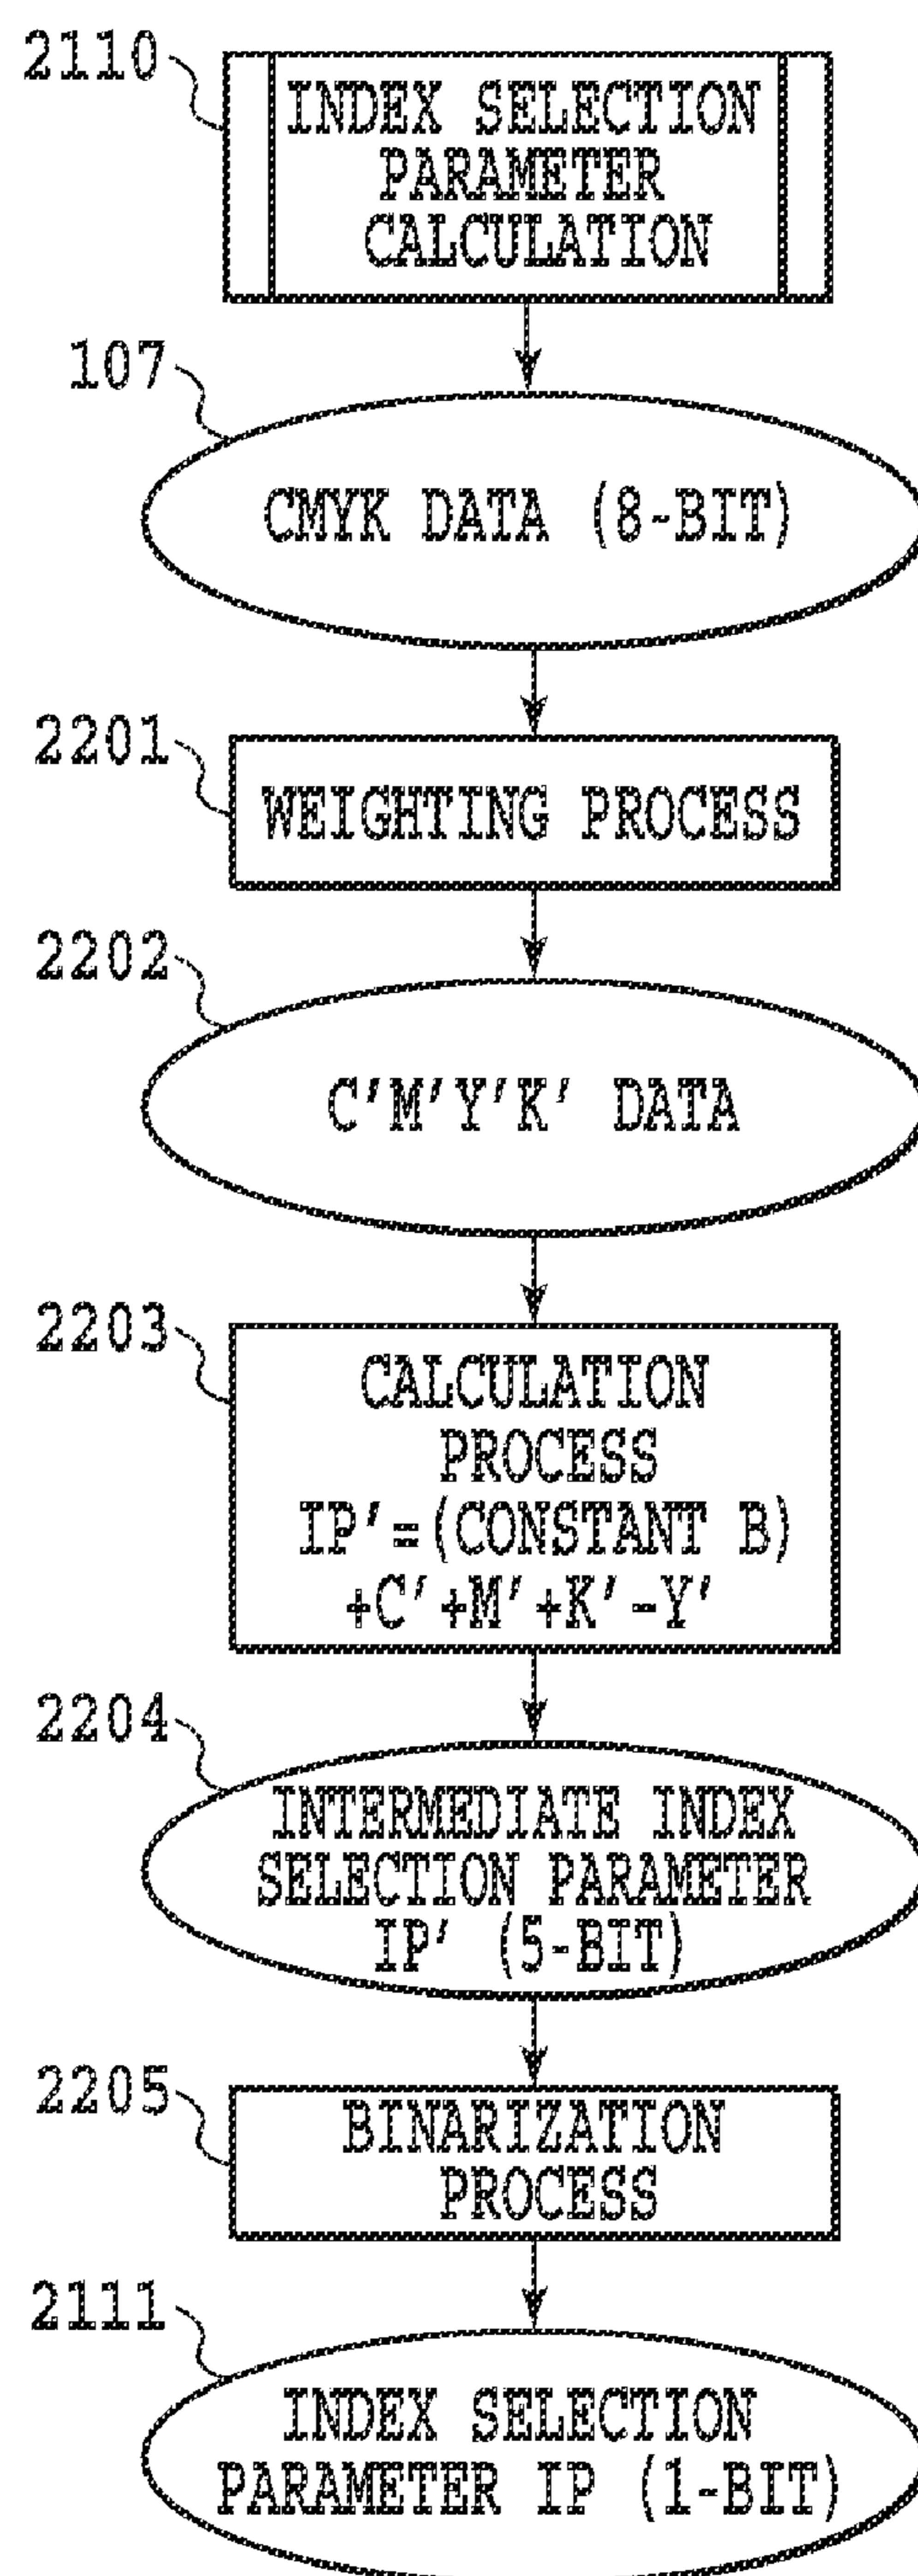 2110
INDEX SELECTION
PARAMETER
CALCULATION
107
CMYK DATA (8-BIT)
2201
WEIGHTING PROCESS
2202
C'M'Y'K' DATA
2203
CALCULATION
PROCESS
IP'=(CONSTANT B)
+C'+M'+K'-Y'
2204
INTERMEDIATE INDEX
SELECTION PARAMETER
IP' (5-BIT)
2205
BINARIZATION
PROCESS
2111
INDEX SELECTION
PARAMETER IP (1-BIT)